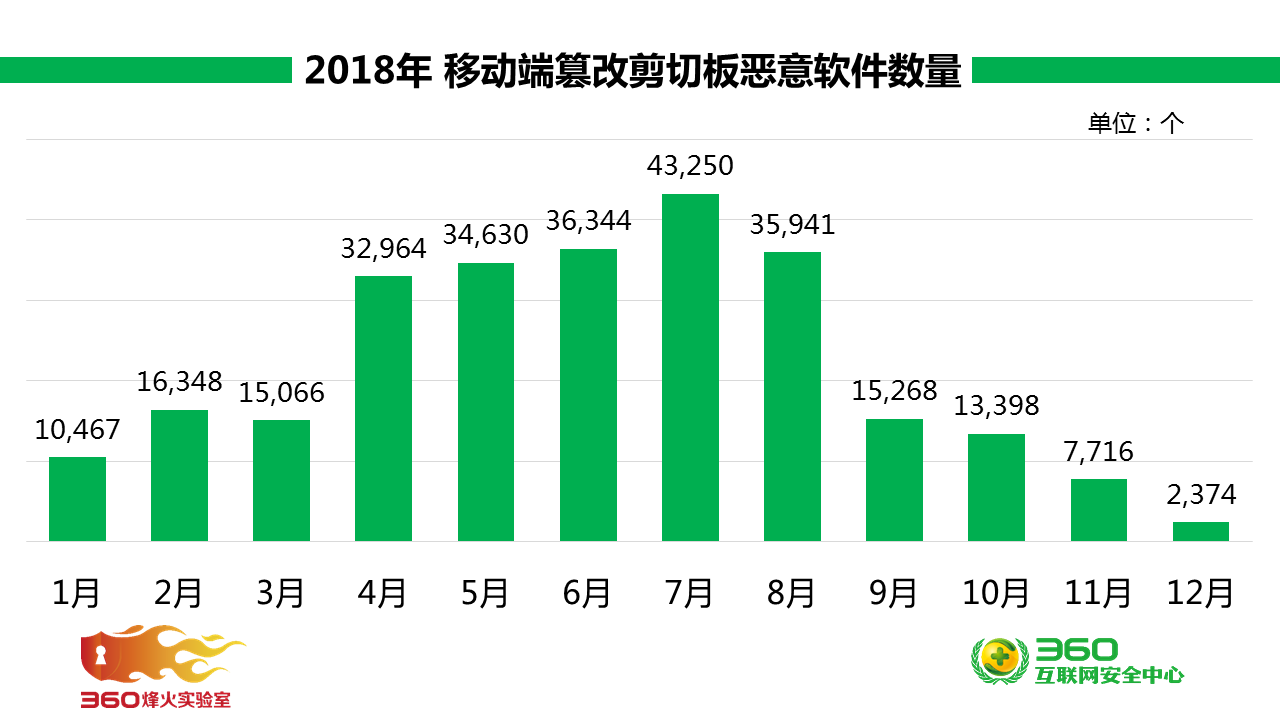 2018年 移动端篡改剪切板恶意软件数量
单位：个
43,250
36,344
35,941
34,630
32,964
16,348
15,066
15,268
13,398
10,467
7,716
2,374
1月 2月 3月 4月 5月 6月 7月 8月 9月 10月 11月 12月
360烽火实验室
360
互联网安全中心